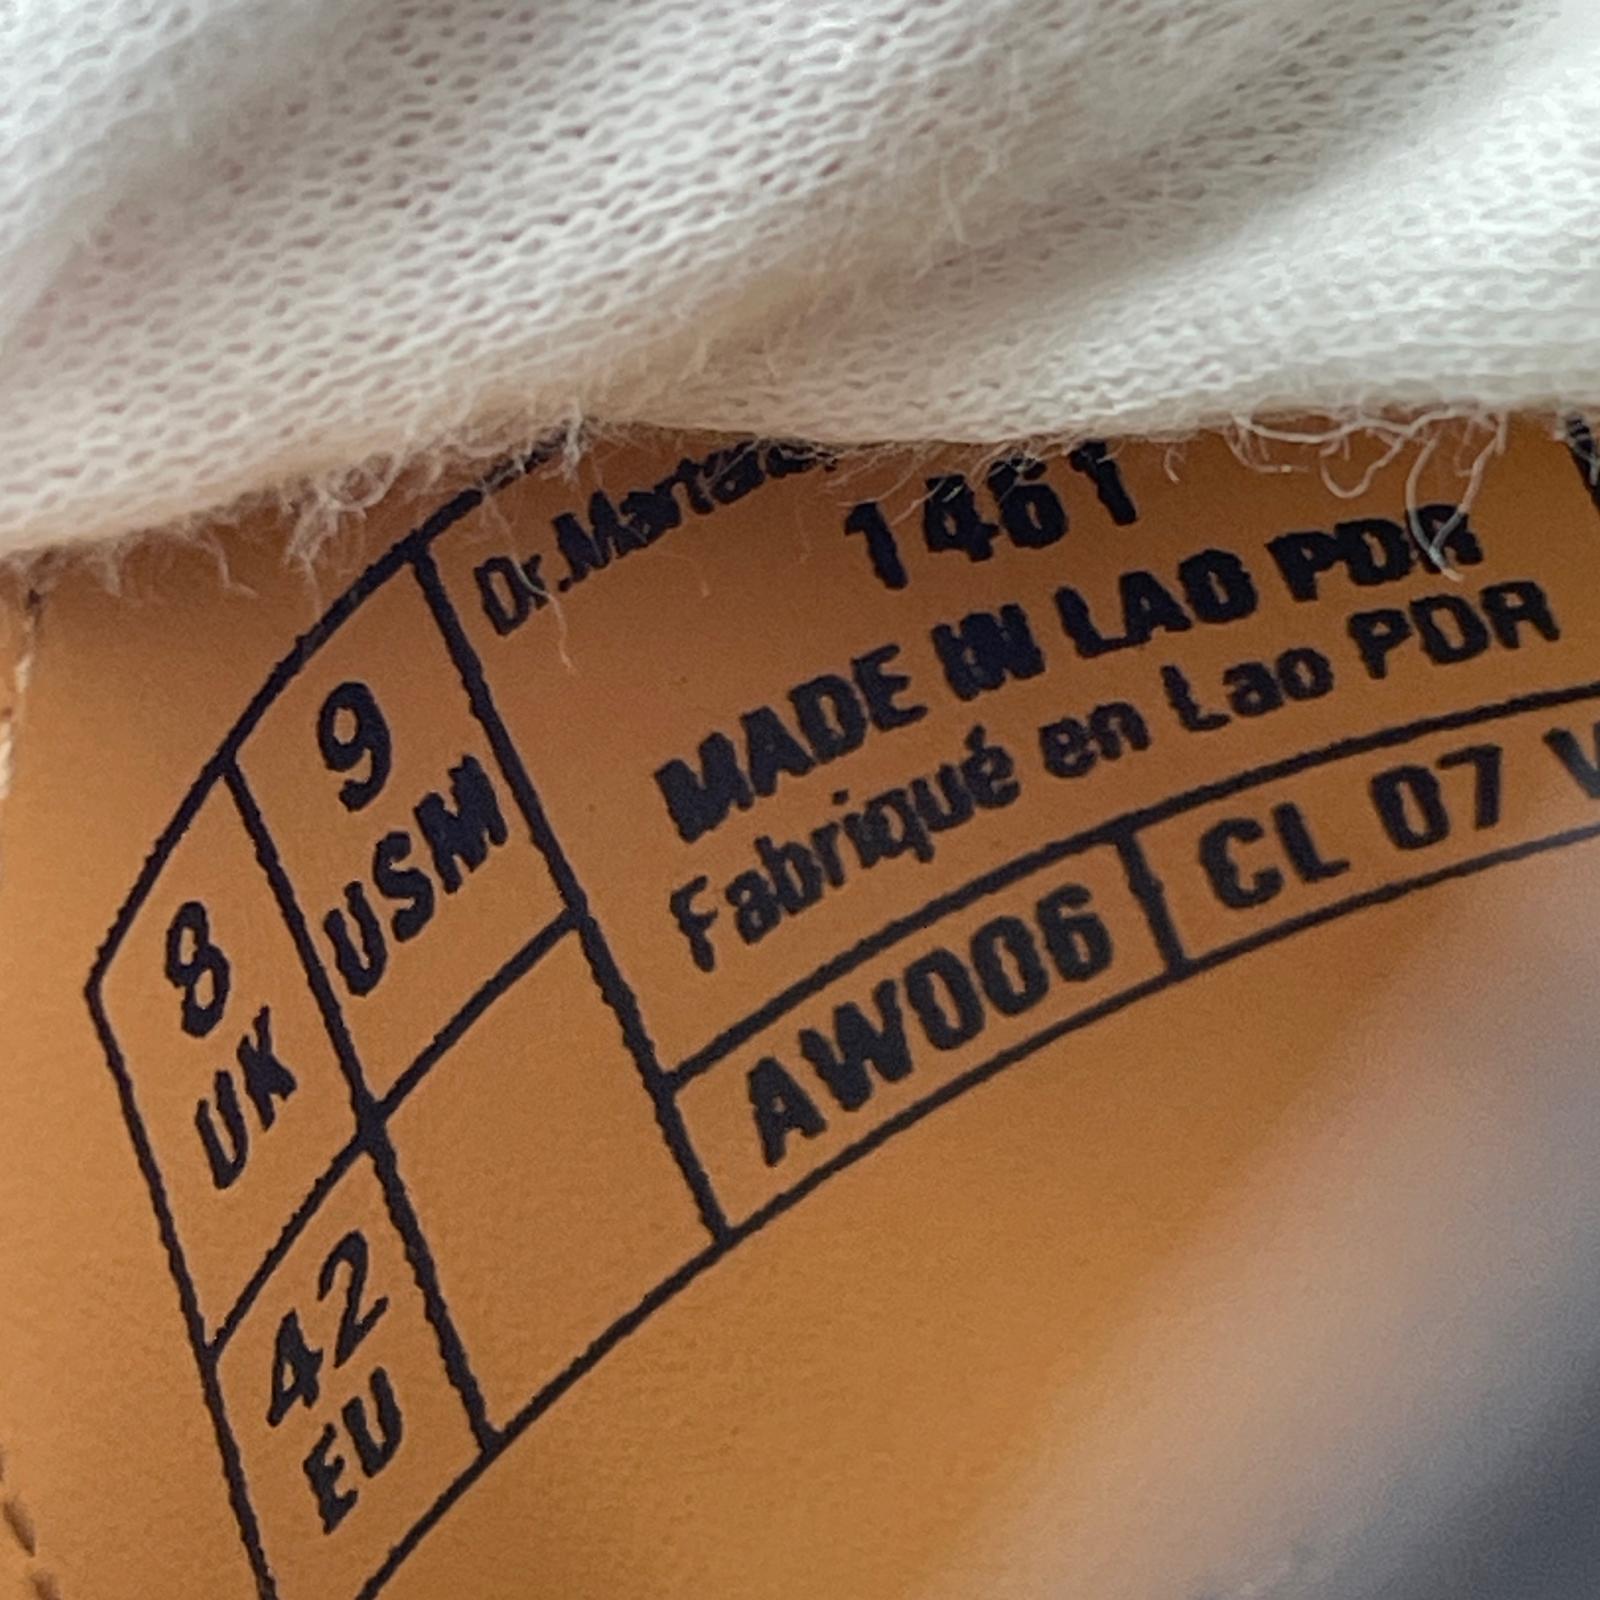 Dr.Martens
1461
MADE IN LAO PDR
Fabriqué en Lao PDR
AW006
CL 07
9
USM
8
UK
42
EU